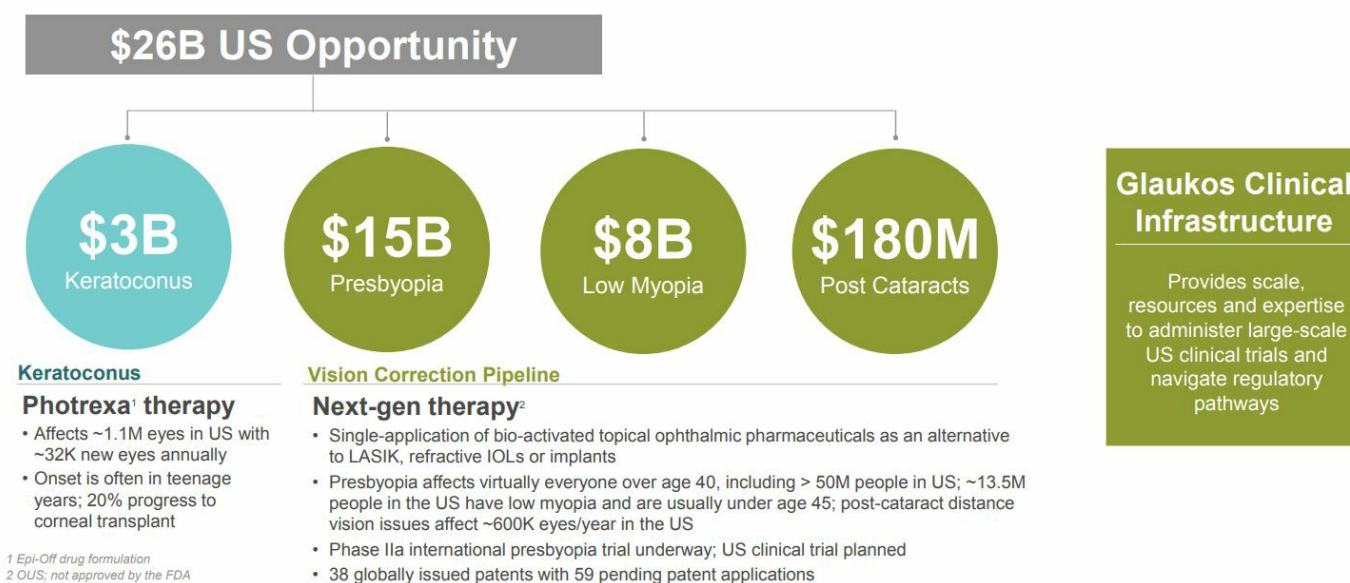 $26B US Opportunity
$3B
Keratoconus
$15B
Presbyopia
$8B
Low Myopia
$180M
Post Cataracts
Keratoconus
Photrexa¹ therapy
• Affects ~1.1M eyes in US with
~32K new eyes annually
• Onset is often in teenage
years; 20% progress to
corneal transplant
1 Epi-Off drug formulation
2 OUS; not approved by the FDA
Vision Correction Pipeline
Next-gen therapy²
• Single-application of bio-activated topical ophthalmic pharmaceuticals as an alternative
to LASIK, refractive IOLs or implants
• Presbyopia affects virtually everyone over age 40, including > 50M people in US; ~13.5M
people in the US have low myopia and are usually under age 45; post-cataract distance
vision issues affect ~600K eyes/year in the US
• Phase IIa international presbyopia trial underway; US clinical trial planned
• 38 globally issued patents with 59 pending patent applications
Glaukos Clinical
Infrastructure
Provides scale,
resources and expertise
to administer large-scale
US clinical trials and
navigate regulatory
pathways